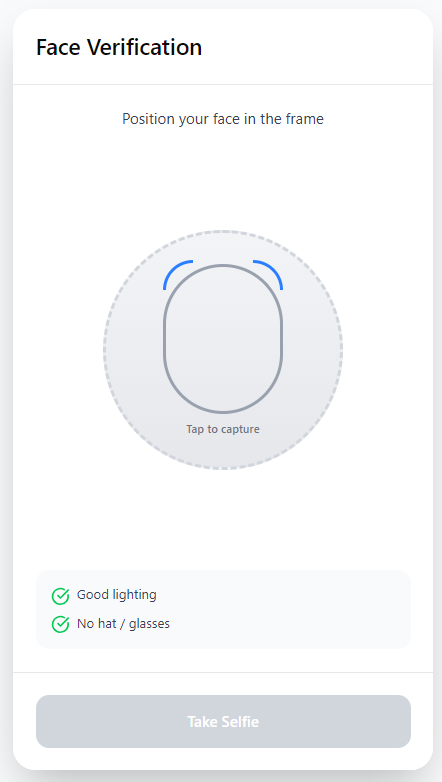 Face Verification
Position your face in the frame
Tap to capture
Good lighting
No hat / glasses
Take Selfie